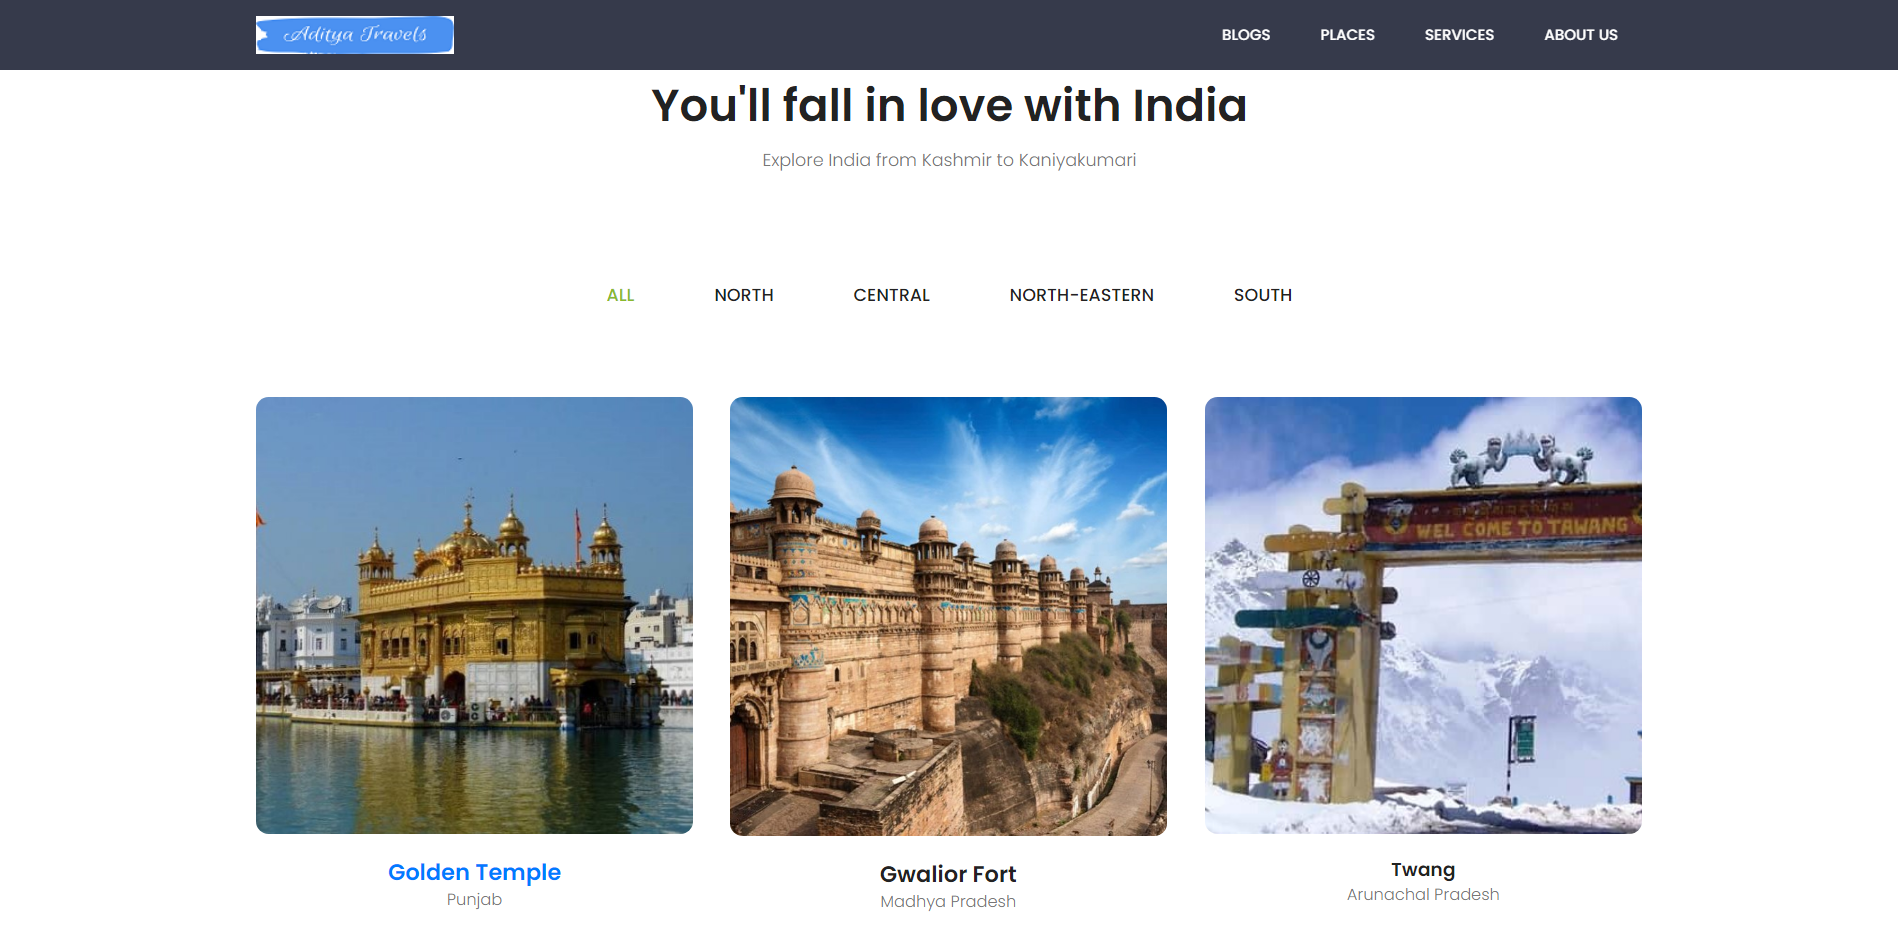 Aditya Travels
BLOGS PLACES SERVICES ABOUT US
You'll fall in love with India
Explore India from Kashmir to Kaniyakumari
ALL NORTH CENTRAL NORTH-EASTERN SOUTH
WEL COME TO TAWANG
Golden Temple
Punjab
Gwalior Fort
Madhya Pradesh
Twang
Arunachal Pradesh